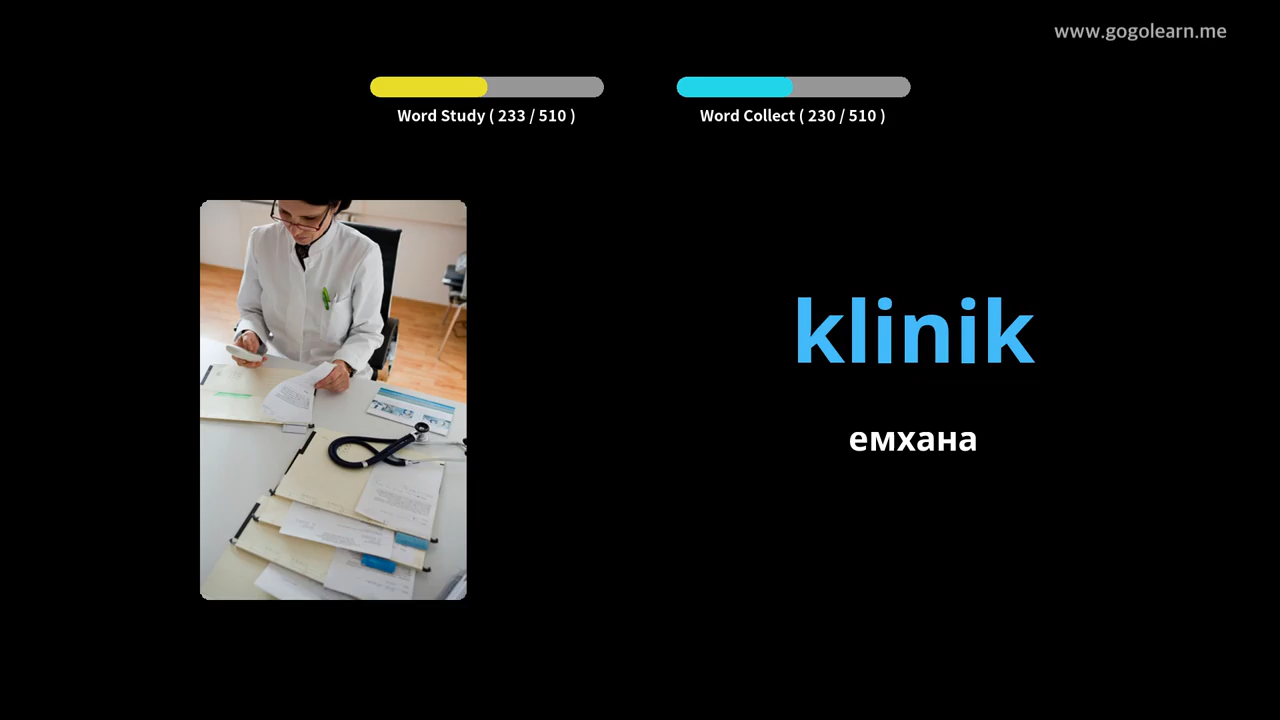 www.gogolearn.me
Word Study ( 233 / 510 )
Word Collect ( 230 / 510 )
klinik
емхана